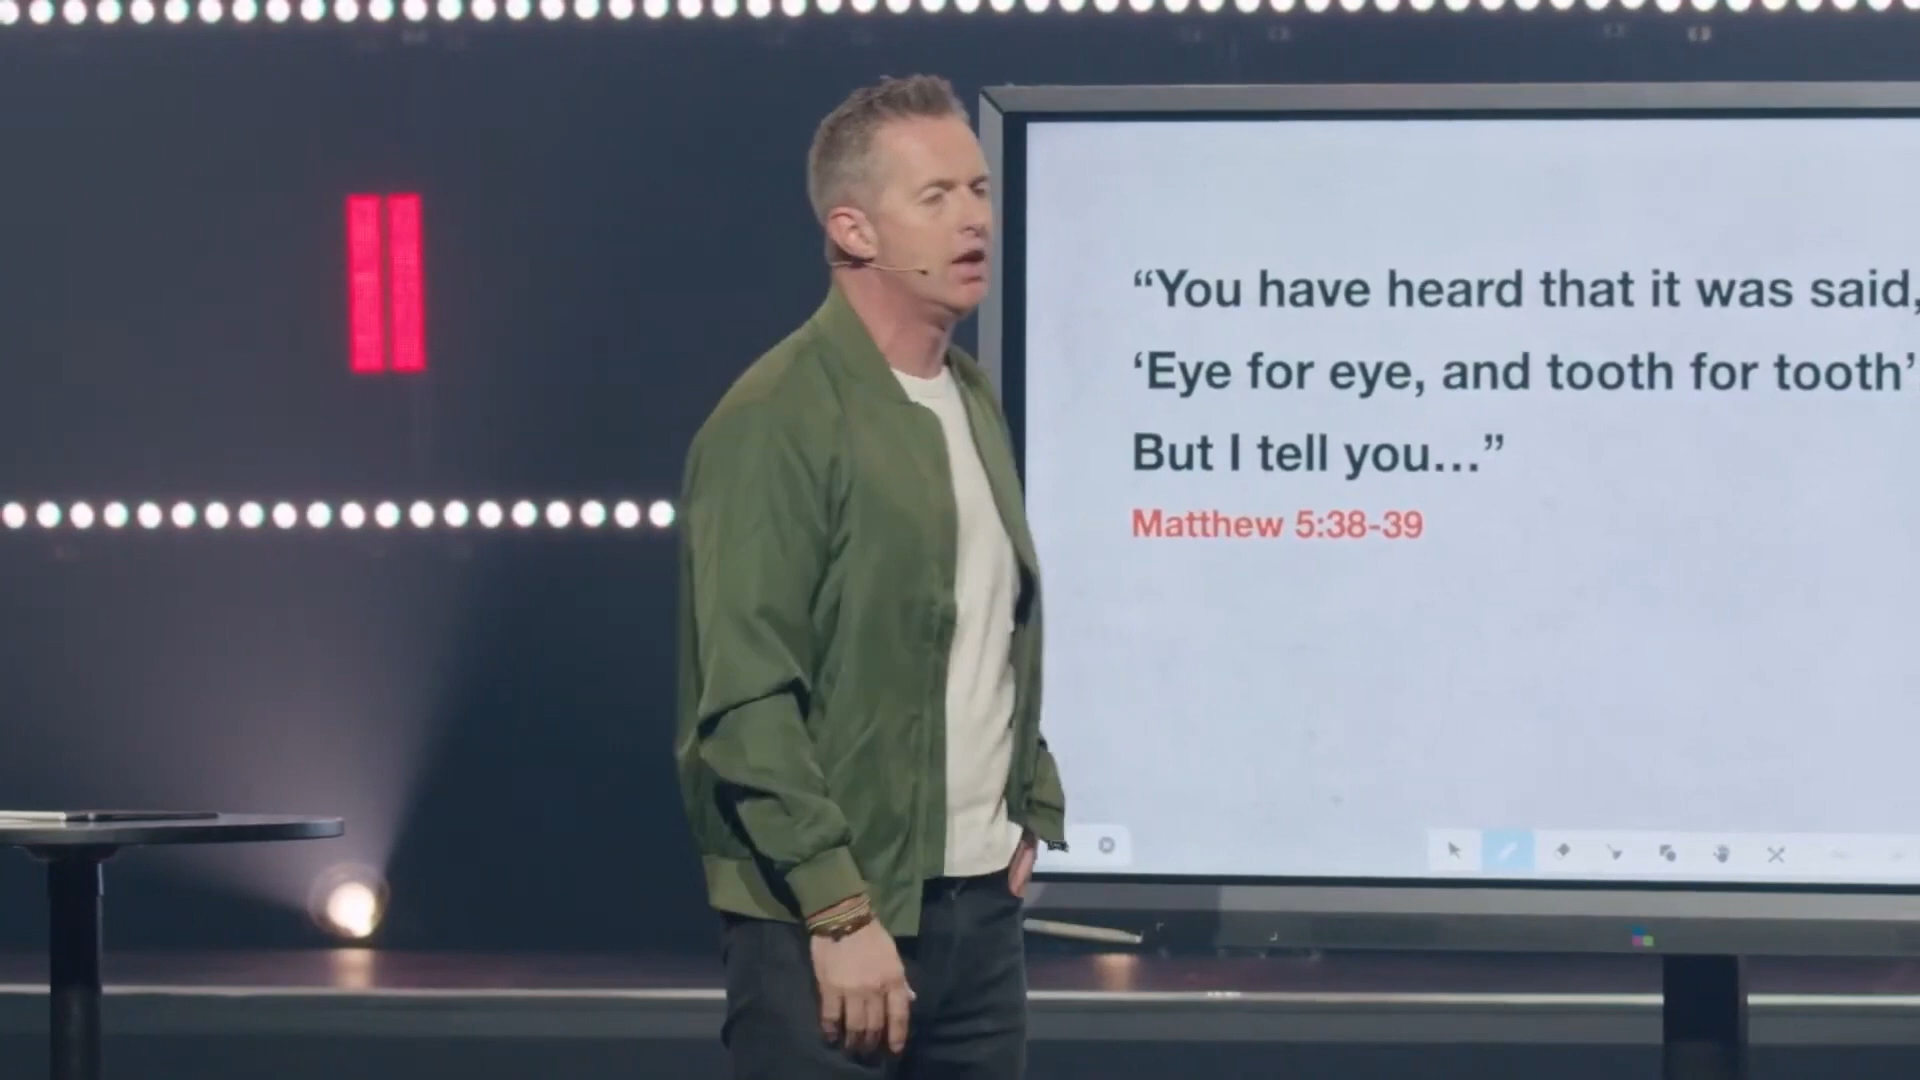 “You have heard that it was said,
‘Eye for eye, and tooth for tooth’
But I tell you…”
Matthew 5:38-39